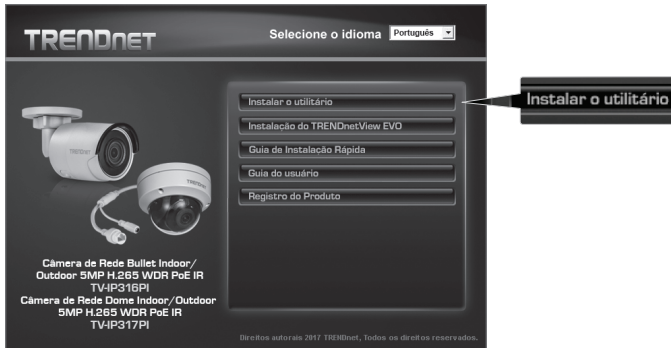 TRENDNET
Selecione o idioma Português
Instalar o utilitário
Instalar o utilitário
Instalação do TRENDnetView EVO
Guia de Instalação Rápida
Guia do usuário
Registro do Produto
Câmera de Rede Bullet Indoor/
Outdoor 5MP H.265 WDR PoE IR
TV-IP316PI
Câmera de Rede Dome Indoor/Outdoor
5MP H.265 WDR PoE IR
TV-IP317PI
Direitos autorais 2017 TRENDnet, Todos os direitos reservados.